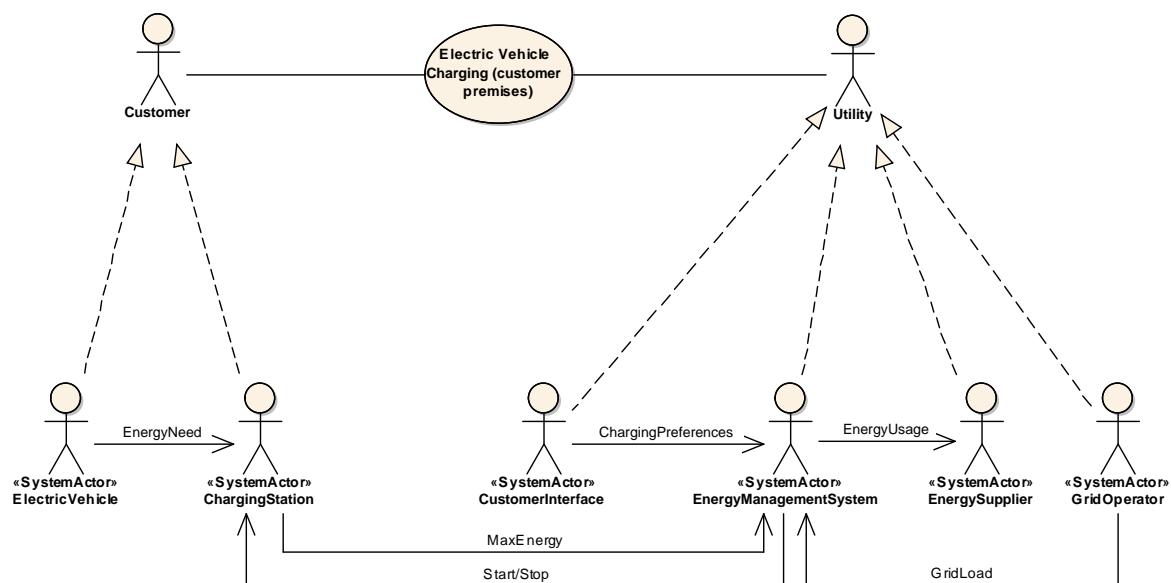 Electric Vehicle
Charging (customer
premises)
Customer
Utility
EnergyNeed
ChargingPreferences
EnergyUsage
«SystemActor»
ElectricVehicle
«SystemActor»
ChargingStation
«SystemActor»
CustomerInterface
«SystemActor»
EnergyManagementSystem
«SystemActor»
EnergySupplier
«SystemActor»
GridOperator
MaxEnergy
Start/Stop
GridLoad